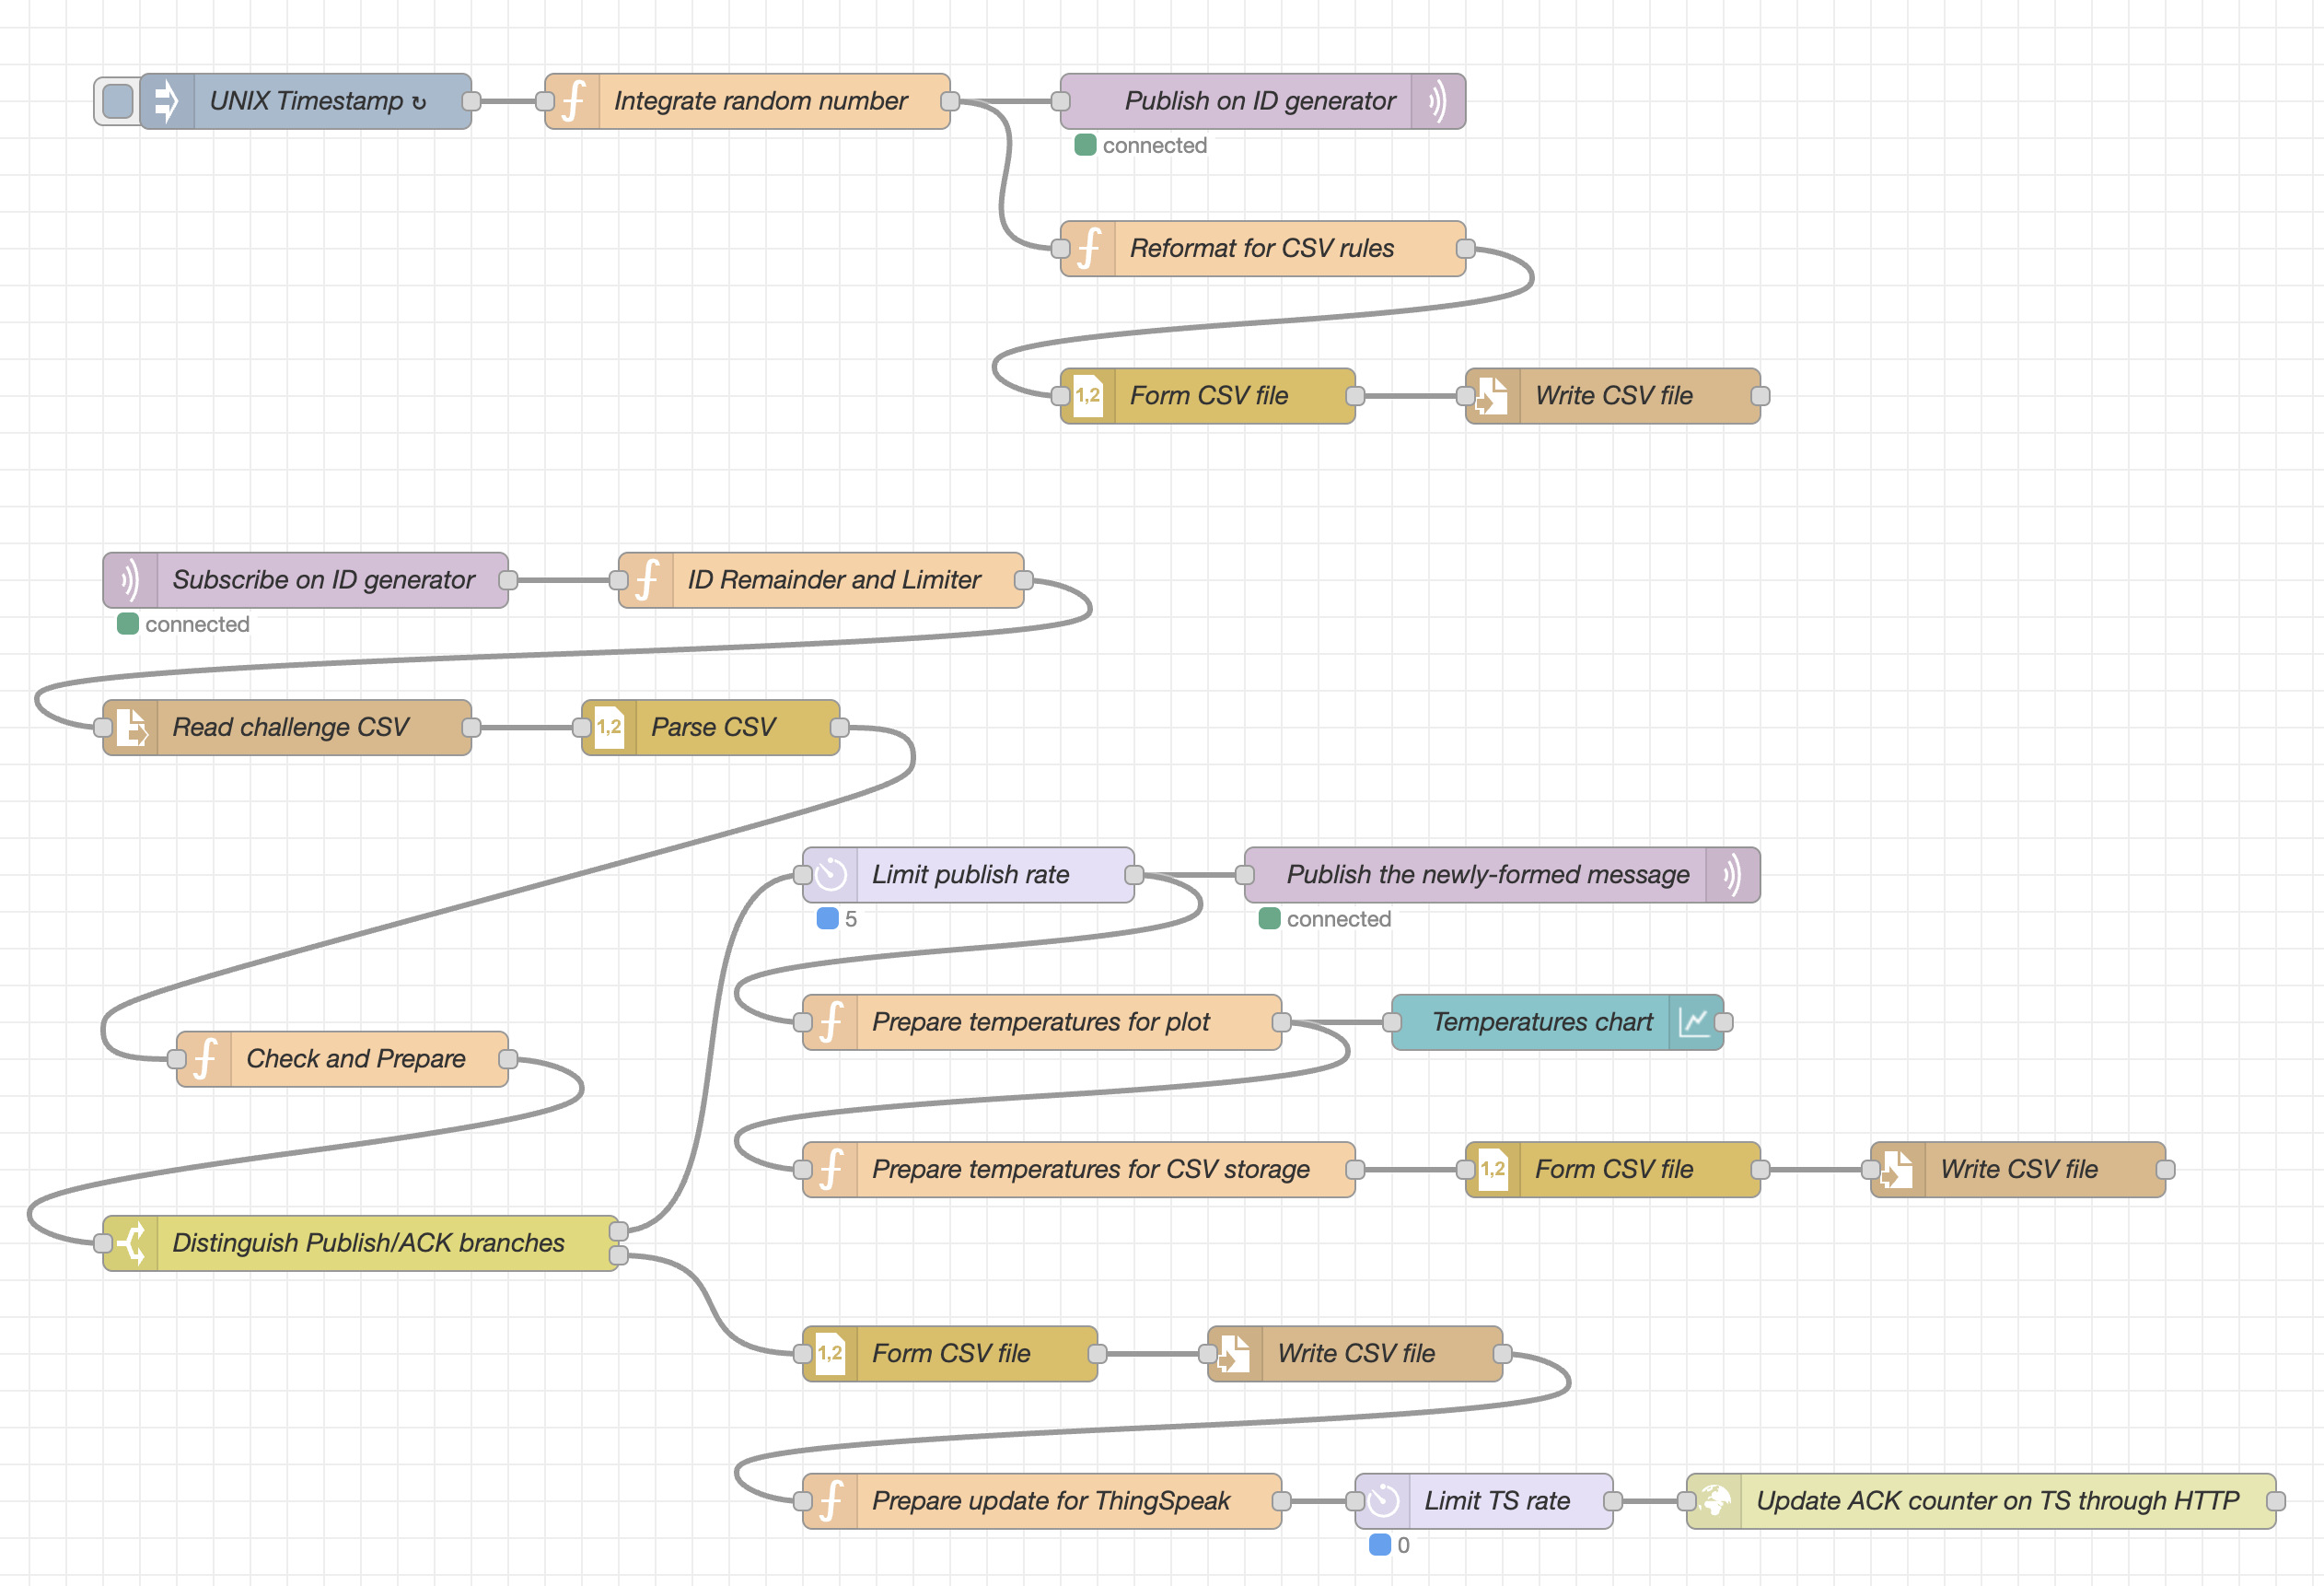 UNIX Timestamp ↻
Integrate random number
Publish on ID generator
connected
Reformat for CSV rules
1,2 Form CSV file
Write CSV file
Subscribe on ID generator
connected
ID Remainder and Limiter
Read challenge CSV
1,2 Parse CSV
Limit publish rate
5
Publish the newly-formed message
connected
Prepare temperatures for plot
Temperatures chart
Check and Prepare
Prepare temperatures for CSV storage
1,2 Form CSV file
Write CSV file
Distinguish Publish/ACK branches
1,2 Form CSV file
Write CSV file
Prepare update for ThingSpeak
Limit TS rate
0
Update ACK counter on TS through HTTP